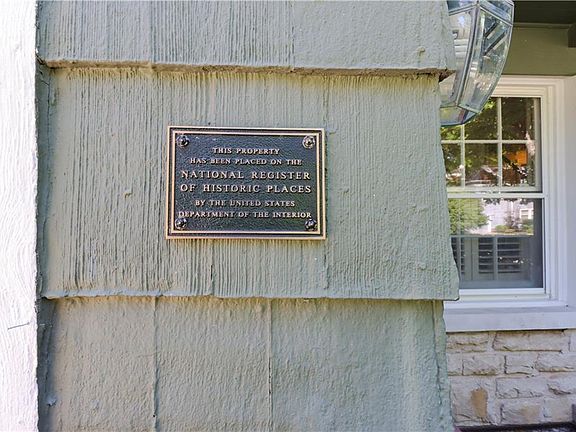 THIS PROPERTY
HAS BEEN PLACED ON THE
NATIONAL REGISTER
OF HISTORIC PLACES
BY THE UNITED STATES
DEPARTMENT OF THE INTERIOR